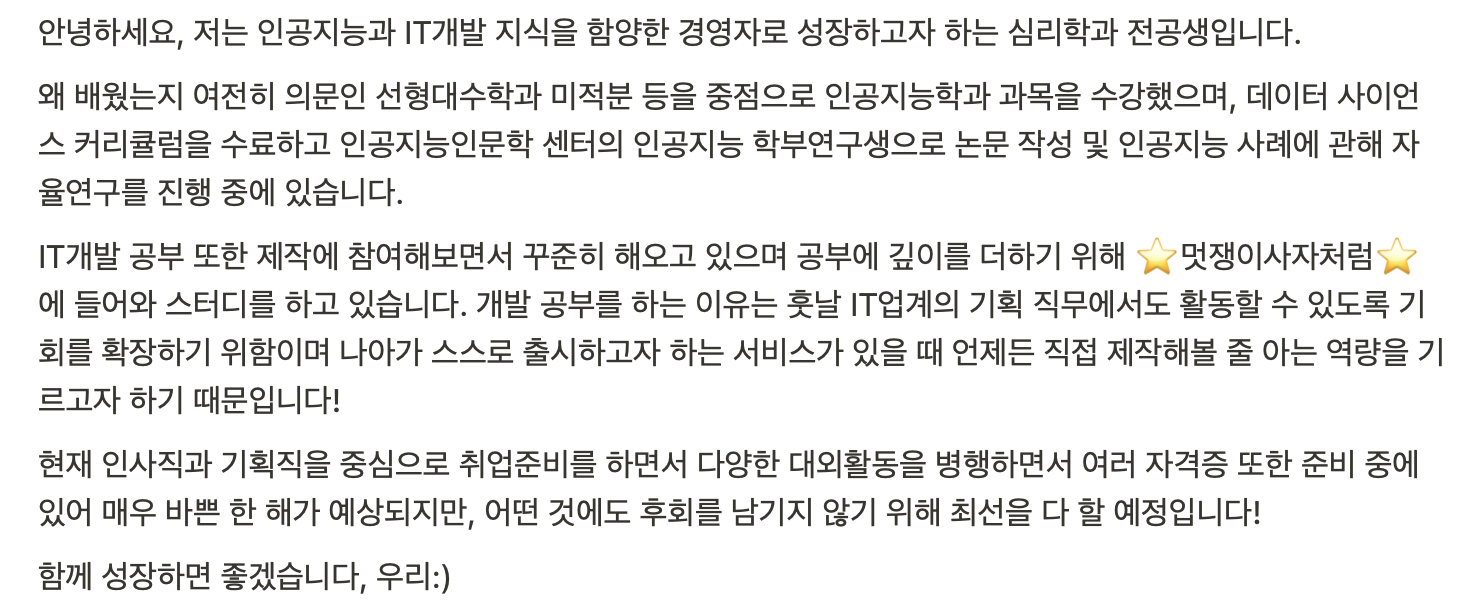 안녕하세요, 저는 인공지능과 IT개발 지식을 함양한 경영자로 성장하고자 하는 심리학과 전공생입니다.
왜 배웠는지 여전히 의문인 선형대수학과 미적분 등을 중점으로 인공지능학과 과목을 수강했으며, 데이터 사이언
스 커리큘럼을 수료하고 인공지능인문학 센터의 인공지능 학부연구생으로 논문 작성 및 인공지능 사례에 관해 자
율연구를 진행 중에 있습니다.
IT개발 공부 또한 제작에 참여해보면서 꾸준히 해오고 있으며 공부에 깊이를 더하기 위해 ⭐멋쟁이사자처럼⭐
에 들어와 스터디를 하고 있습니다. 개발 공부를 하는 이유는 훗날 IT업계의 기획 직무에서도 활동할 수 있도록 기
회를 확장하기 위함이며 나아가 스스로 출시하고자 하는 서비스가 있을 때 언제든 직접 제작해볼 줄 아는 역량을 기
르고자 하기 때문입니다!
현재 인사직과 기획직을 중심으로 취업준비를 하면서 다양한 대외활동을 병행하면서 여러 자격증 또한 준비 중에
있어 매우 바쁜 한 해가 예상되지만, 어떤 것에도 후회를 남기지 않기 위해 최선을 다 할 예정입니다!
함께 성장하면 좋겠습니다, 우리:)